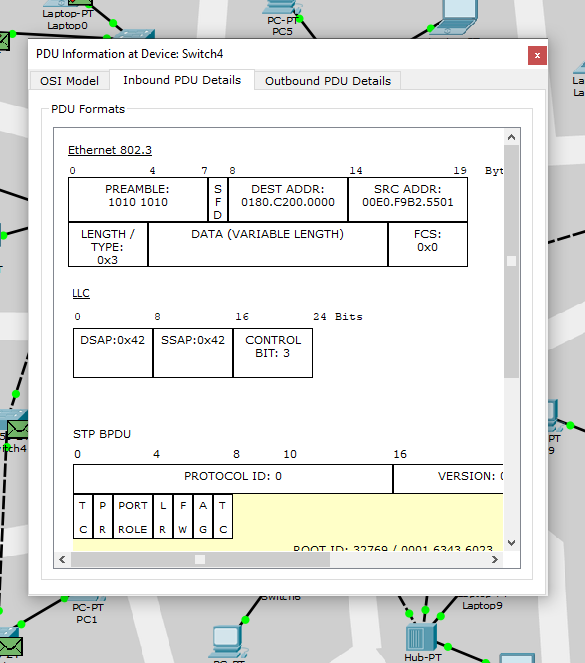 Laptop-PT
Laptop0
PC-PT
PC5
PDU Information at Device: Switch4
x
OSI Model
Inbound PDU Details
Outbound PDU Details
PDU Formats
Ethernet 802.3
0 4 7 8 14 19 Byt
PREAMBLE:
1010 1010
S
F
D
DEST ADDR:
0180.C200.0000
SRC ADDR:
00E0.F9B2.5501
LENGTH /
TYPE:
0x3
DATA (VARIABLE LENGTH)
FCS:
0x0
LLC
0 8 16 24 Bits
DSAP:0x42
SSAP:0x42
CONTROL
BIT: 3
STP BPDU
0 4 8 10 16
PROTOCOL ID: 0
VERSION: 0
T
C
P
R
PORT
ROLE
L
R
F
W
A
G
T
C
ROOT ID: 32769 / 0001.6343.6023
La
La
itch4
PT
9
PC-PT
PC1
Switch6
Laptop9
Hub-PT